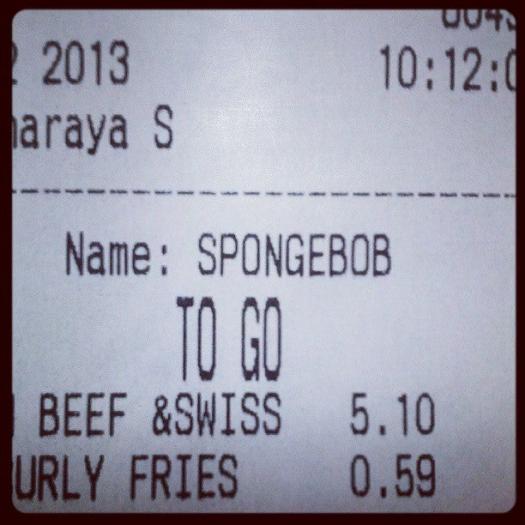 2013 10:12:0
araya S
Name: SPONGEBOB
TO GO
BEEF &SWISS 5.10
URLY FRIES 0.59